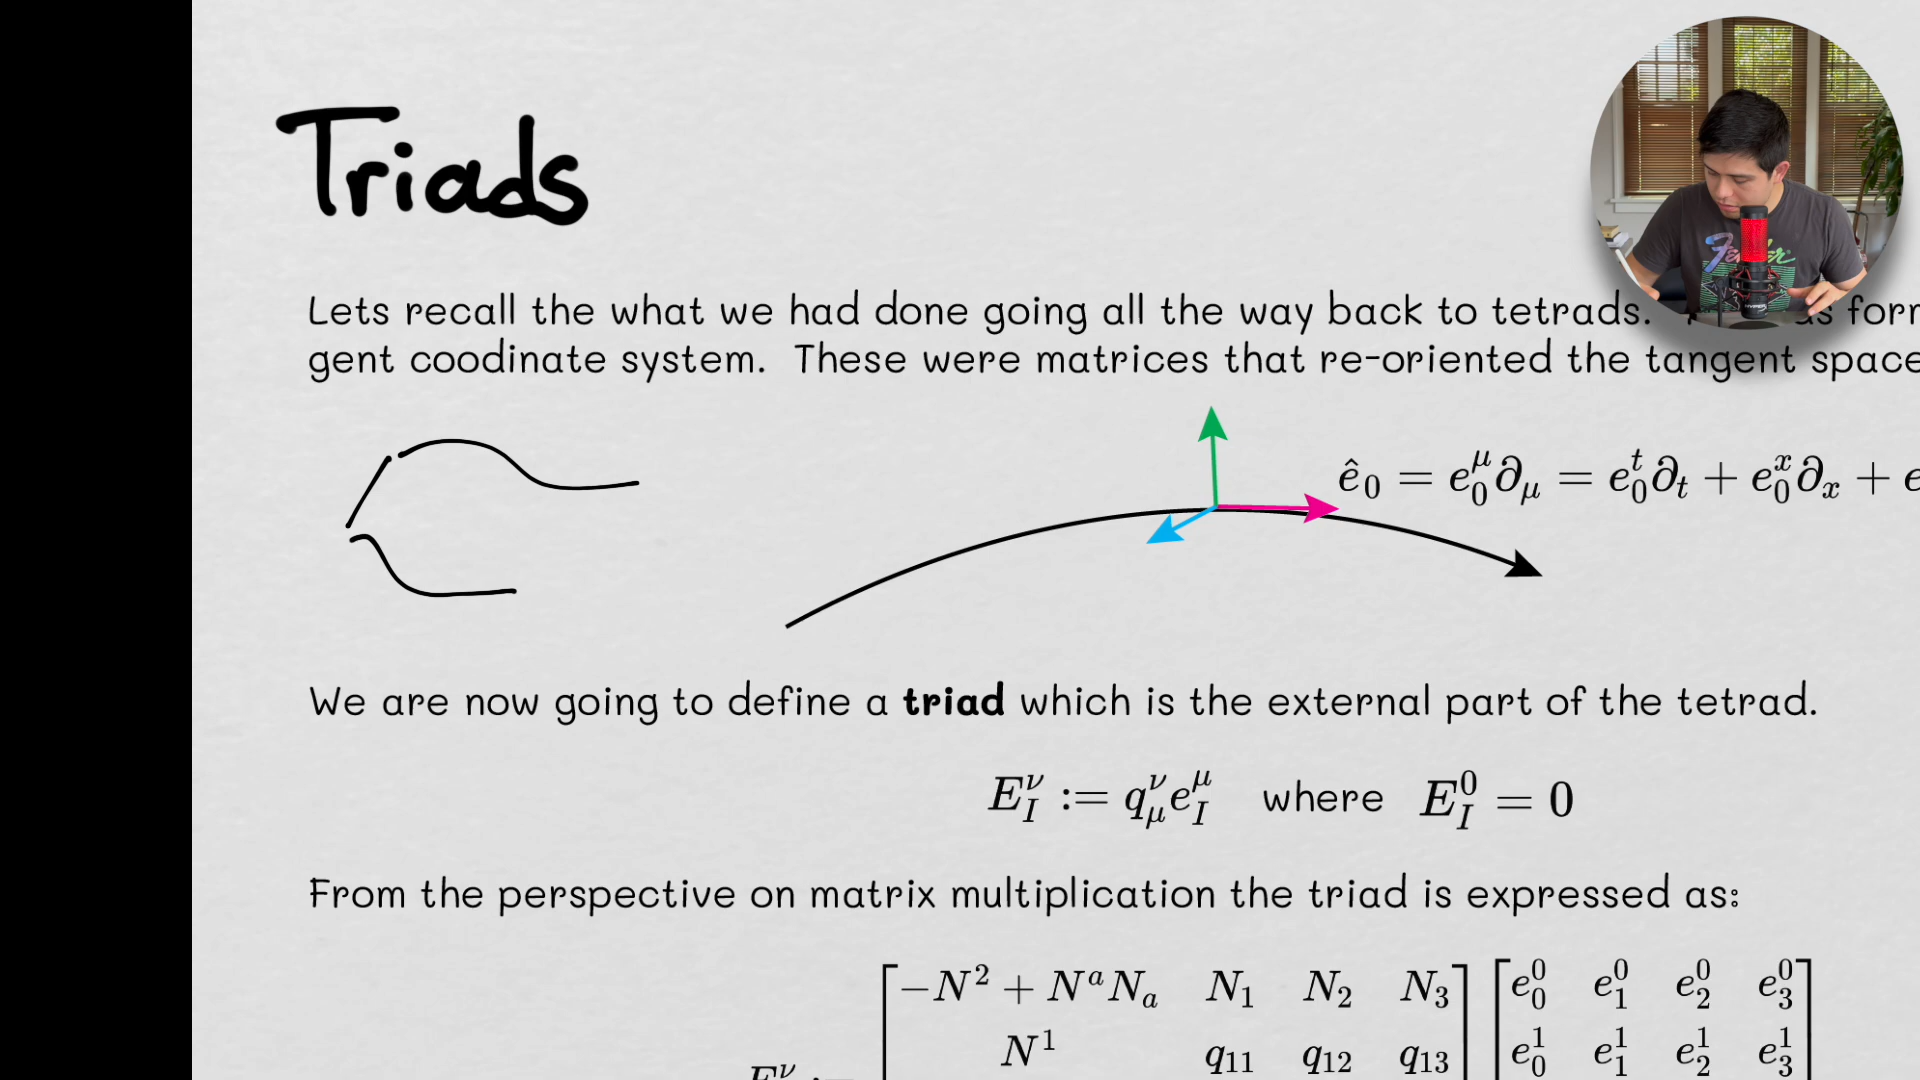 Triads
Lets recall the what we had done going all the way back to tetrads. as
gent coodinate system. These were matrices that re-oriented the tangent space
ê₀ = e₀^μ ∂_μ = e₀^t ∂_t + e₀^x ∂_x + e
We are now going to define a triad which is the external part of the tetrad.
E_I^ν := q_μ^ν e_I^μ where E_I^0 = 0
From the perspective on matrix multiplication the triad is expressed as:
−N² + N^a N_a N₁ N₂ N₃ e₀⁰ e₁⁰ e₂⁰ e₃⁰
N¹ q₁₁ q₁₂ q₁₃ e₀¹ e₁¹ e₂¹ e₃¹
Fender